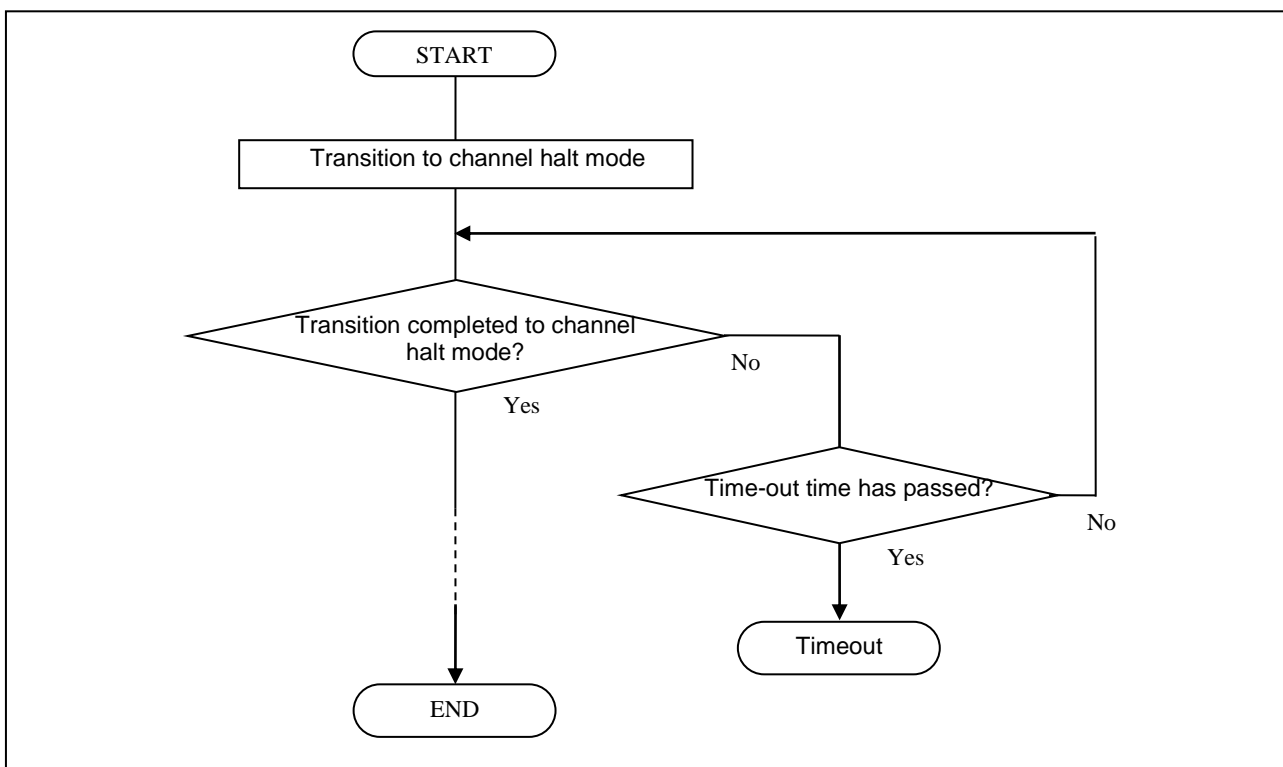 START
Transition to channel halt mode
Transition completed to channel
halt mode?
No
Yes
Time-out time has passed?
No
Yes
Timeout
END